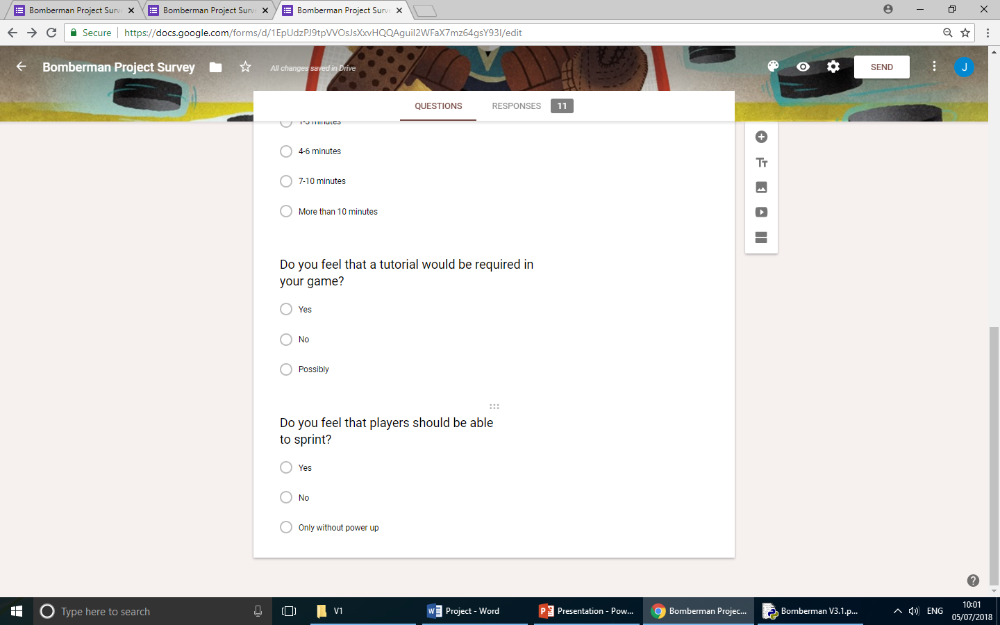 Bomberman Project Surv
Bomberman Project Surv
Bomberman Project Surv
Secure
https://docs.google.com/forms/d/1EpUdzPJ9tpVVOsJsXxvHQQAguil2WFaX7mz64gsY93I/edit
Bomberman Project Survey
All changes saved in Drive
SEND
J
QUESTIONS
RESPONSES
11
1-3 minutes
4-6 minutes
7-10 minutes
More than 10 minutes
Do you feel that a tutorial would be required in
your game?
Yes
No
Possibly
Do you feel that players should be able
to sprint?
Yes
No
Only without power up
Type here to search
V1
Project - Word
Presentation - Pow...
Bomberman Projec...
Bomberman V3.1.p...
ENG
10:01
05/07/2018